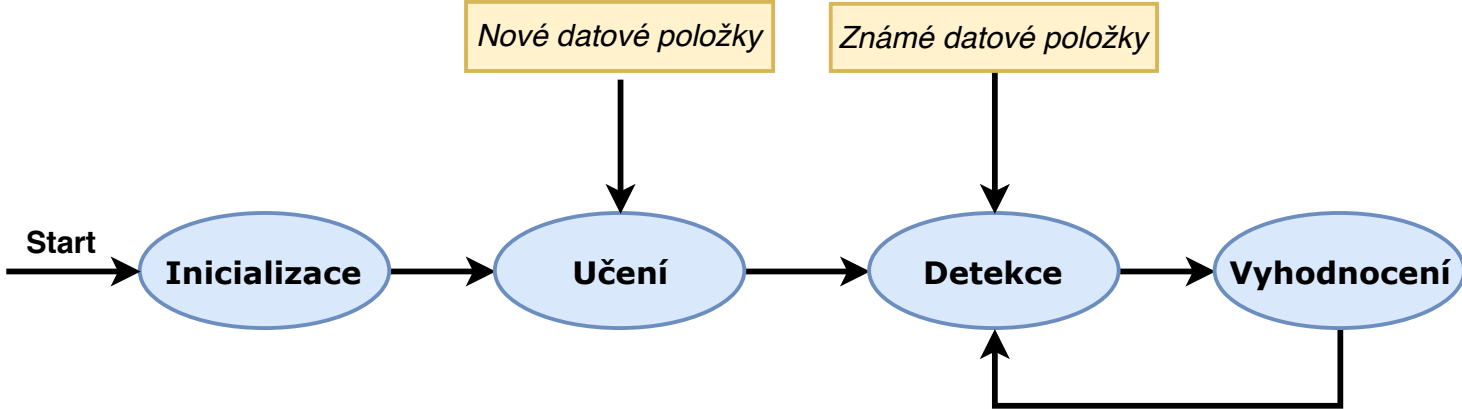 Nové datové položky
Známé datové položky
Start
Inicializace
Učení
Detekce
Vyhodnocení